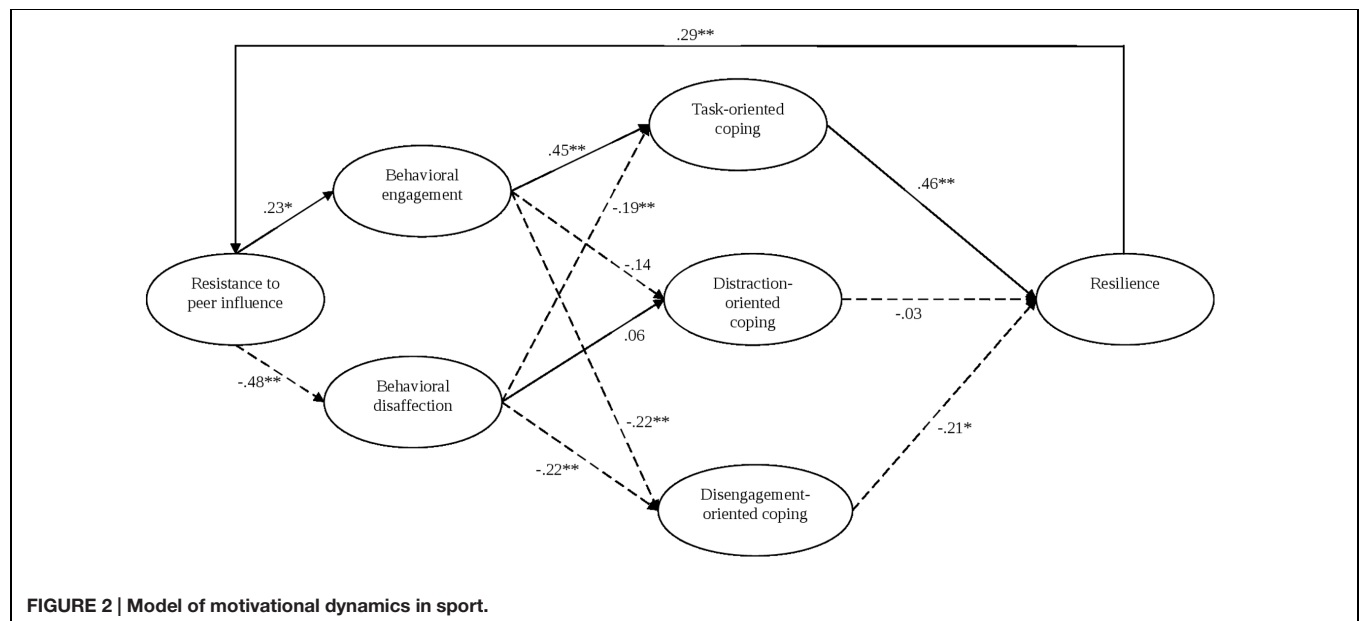 .29**
Task-oriented
coping
.45**
Behavioral
engagement
.46**
.23*
-.19**
-.14
Resistance to
peer influence
Distraction-
oriented
coping
Resilience
-.03
.06
-.48**
Behavioral
disaffection
-.22**
-.21*
-.22**
Disengagement-
oriented coping
FIGURE 2 | Model of motivational dynamics in sport.